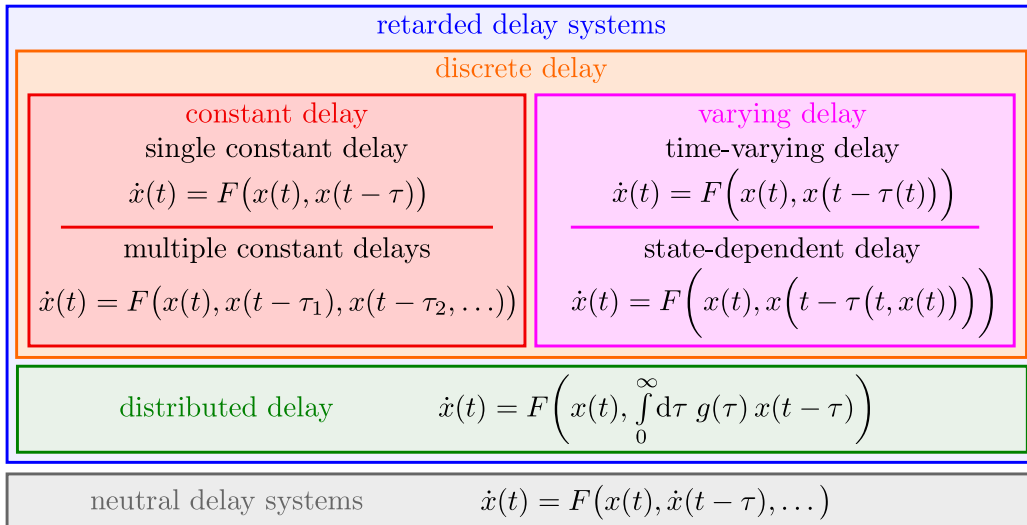 retarded delay systems
discrete delay
constant delay
single constant delay
ẋ(t) = F(x(t), x(t − τ))
multiple constant delays
ẋ(t) = F(x(t), x(t − τ₁), x(t − τ₂, …))
varying delay
time-varying delay
ẋ(t) = F(x(t), x(t − τ(t)))
state-dependent delay
ẋ(t) = F(x(t), x(t − τ(t, x(t))))
distributed delay ẋ(t) = F(x(t), ∫₀^∞ dτ g(τ) x(t − τ))
neutral delay systems ẋ(t) = F(x(t), ẋ(t − τ), …)